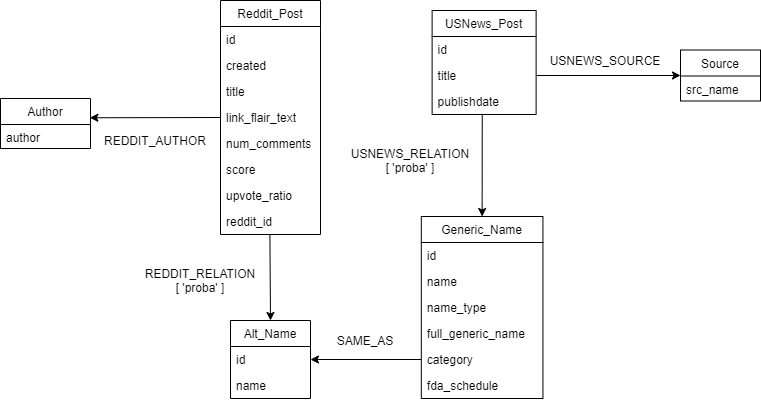 Reddit_Post
id
created
title
link_flair_text
num_comments
score
upvote_ratio
reddit_id
USNews_Post
id
title
publishdate
USNEWS_SOURCE
Source
src_name
Author
author
REDDIT_AUTHOR
USNEWS_RELATION
[ 'proba' ]
Generic_Name
id
name
name_type
full_generic_name
category
fda_schedule
REDDIT_RELATION
[ 'proba' ]
Alt_Name
id
name
SAME_AS